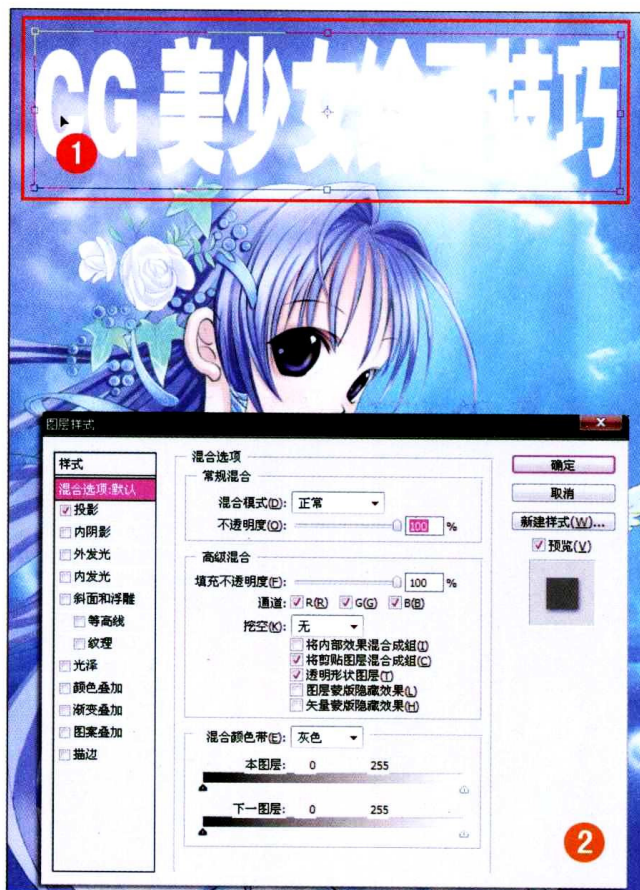 CG 美少女绘画技巧
1
图层样式
样式
混合选项:默认
投影
内阴影
外发光
内发光
斜面和浮雕
等高线
纹理
光泽
颜色叠加
渐变叠加
图案叠加
描边
混合选项
常规混合
混合模式(D): 正常
不透明度(O): 100 %
高级混合
填充不透明度(F): 100 %
通道: R(R) G(G) B(B)
挖空(K): 无
将内部效果混合成组(I)
将剪贴图层混合成组(C)
透明形状图层(T)
图层蒙版隐藏效果(L)
矢量蒙版隐藏效果(H)
混合颜色带(E): 灰色
本图层: 0 255
下一图层: 0 255
确定
取消
新建样式(W)...
预览(V)
2